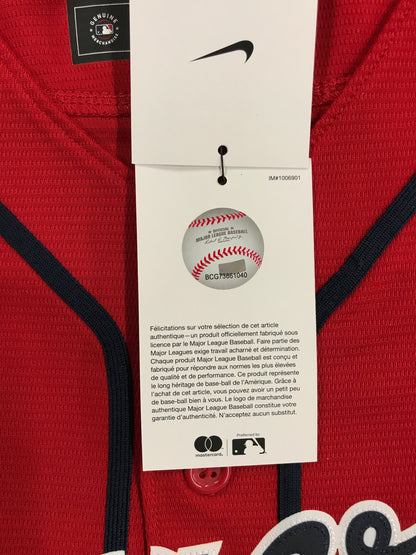 GENUINE
MERCHANDISE
IM#1006901
OFFICIAL
MAJOR LEAGUE BASEBALL
BCG73861040
Félicitations sur votre sélection de cet article
authentique—un produit officiellement fabriqué sous
licence par le Major League Baseball. Faire partie des
Major Leagues exige travail acharné et détermination.
Chaque produit Major League Baseball est conçu et
fabriqué pour répondre aux normes les plus élevées
de qualité et de performance. Ce produit représente
le long héritage de base-ball de l'Amérique. Grâce à
l'achat de cet article, vous pouvez avoir un petit peu
de base-ball bien à vous. Le logo de marchandise
authentique Major League Baseball constitue votre
garantie d'authenticité. N'acceptez aucun substitut.
mastercard.
Preferred by